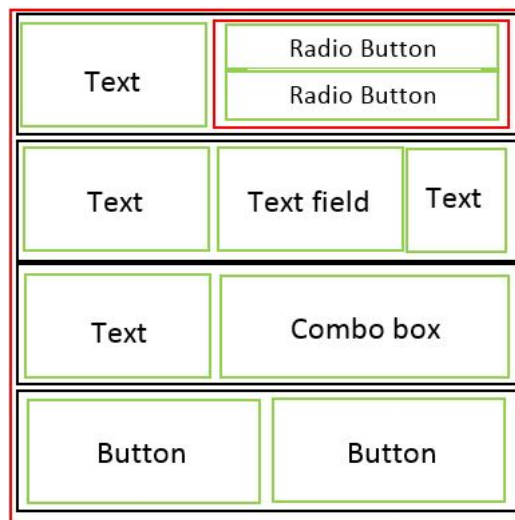 Text
Radio Button
Radio Button
Text
Text field
Text
Text
Combo box
Button
Button